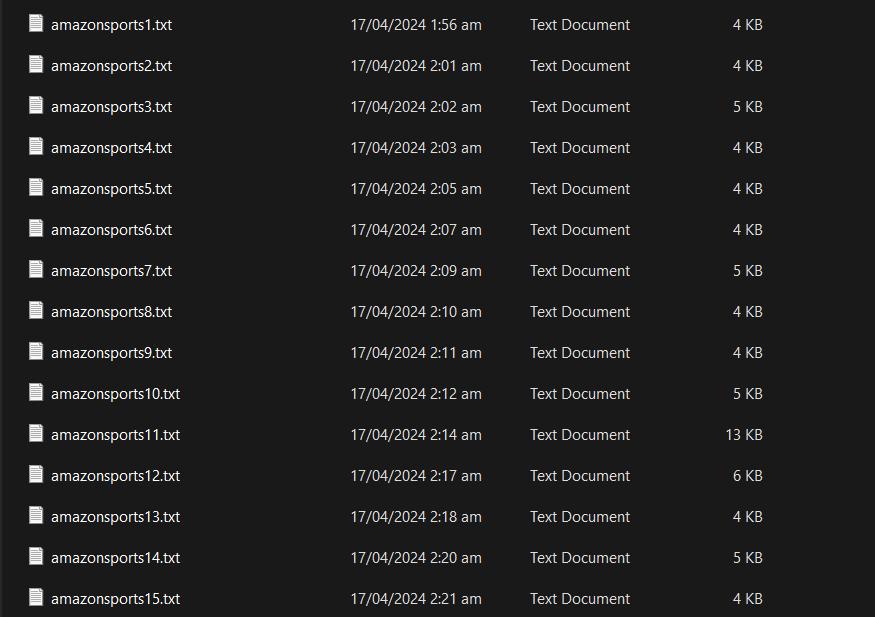 amazonsports1.txt 17/04/2024 1:56 am Text Document 4 KB
amazonsports2.txt 17/04/2024 2:01 am Text Document 4 KB
amazonsports3.txt 17/04/2024 2:02 am Text Document 5 KB
amazonsports4.txt 17/04/2024 2:03 am Text Document 4 KB
amazonsports5.txt 17/04/2024 2:05 am Text Document 4 KB
amazonsports6.txt 17/04/2024 2:07 am Text Document 4 KB
amazonsports7.txt 17/04/2024 2:09 am Text Document 5 KB
amazonsports8.txt 17/04/2024 2:10 am Text Document 4 KB
amazonsports9.txt 17/04/2024 2:11 am Text Document 4 KB
amazonsports10.txt 17/04/2024 2:12 am Text Document 5 KB
amazonsports11.txt 17/04/2024 2:14 am Text Document 13 KB
amazonsports12.txt 17/04/2024 2:17 am Text Document 6 KB
amazonsports13.txt 17/04/2024 2:18 am Text Document 4 KB
amazonsports14.txt 17/04/2024 2:20 am Text Document 5 KB
amazonsports15.txt 17/04/2024 2:21 am Text Document 4 KB